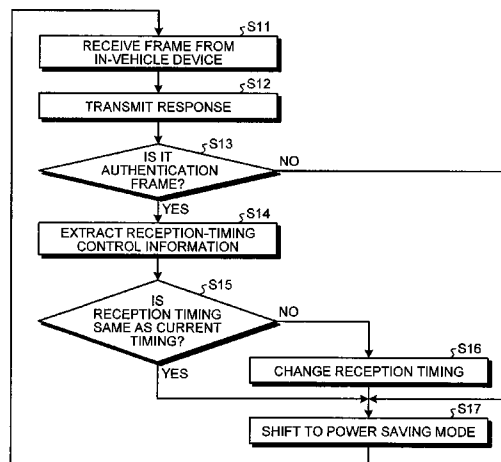 S11
RECEIVE FRAME FROM
IN-VEHICLE DEVICE
S12
TRANSMIT RESPONSE
S13
IS IT
AUTHENTICATION
FRAME?
NO
YES
S14
EXTRACT RECEPTION-TIMING
CONTROL INFORMATION
S15
IS
RECEPTION TIMING
SAME AS CURRENT
TIMING?
NO
YES
S16
CHANGE RECEPTION TIMING
S17
SHIFT TO POWER SAVING MODE